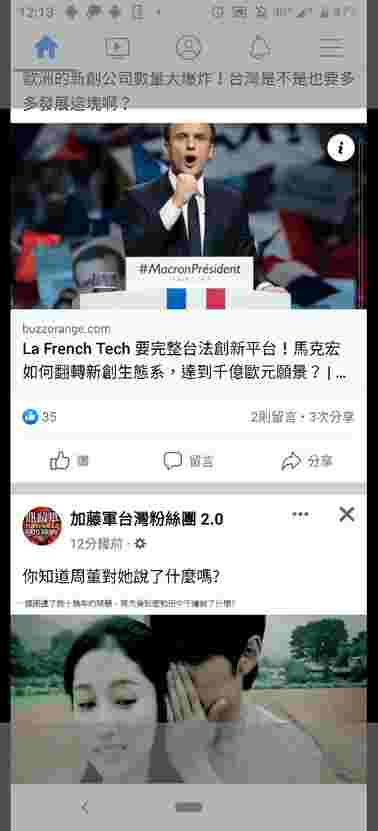 12:13
歐洲的新創公司數量大爆炸！台灣是不是也要多
多發展這塊啊？
#MacronPrésident
buzzorange.com
La French Tech 要完整台法創新平台！馬克宏
如何翻轉新創生態系，達到千億歐元願景？ | ...
35
2則留言・3次分享
讚
留言
分享
加藤軍台灣粉絲團 2.0
12分鐘前
你知道周董對她說了什麼嗎?